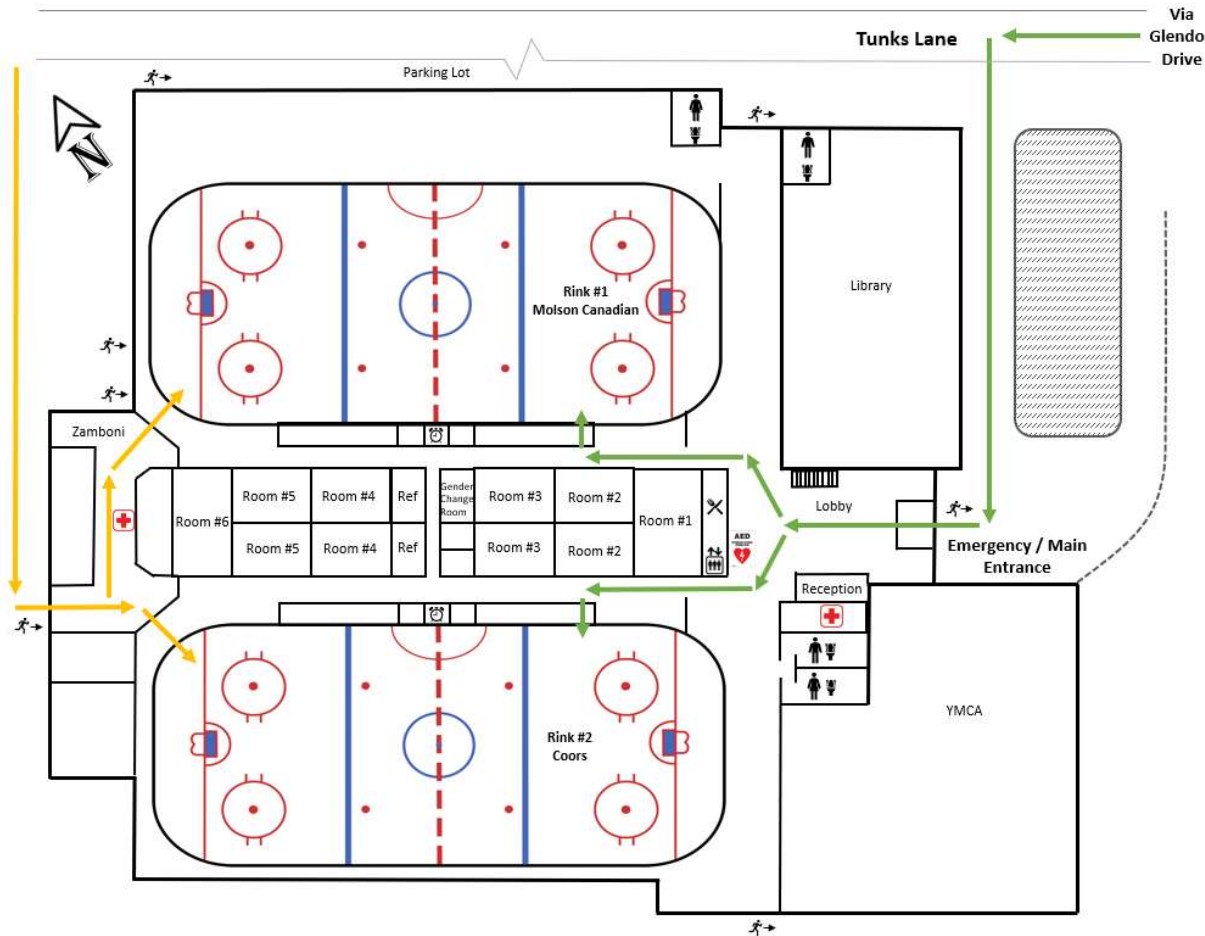 Via
Tunks Lane
Glendo
Drive
Parking Lot
N
Rink #1
Molson Canadian
Library
Zamboni
Room #6
Room #5
Room #4
Ref
Gender
Change
Room
Room #3
Room #2
Room #1
Room #5
Room #4
Ref
Room #3
Room #2
AED
Lobby
Emergency / Main
Entrance
Reception
Rink #2
Coors
YMCA